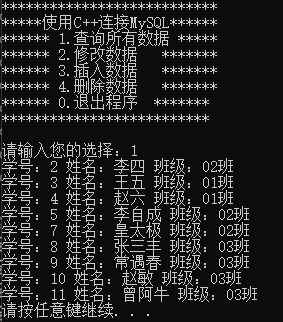 ***************************
******使用C++连接MySQL******
****** 1.查询所有数据 *****
****** 2.修改数据   *******
****** 3.插入数据   *******
****** 4.删除数据   *******
****** 0.退出程序  *******
**************************
请输入您的选择: 1
学号: 2 姓名: 李四 班级: 02班
学号: 3 姓名: 王五 班级: 01班
学号: 4 姓名: 赵六 班级: 01班
学号: 5 姓名: 李自成 班级: 02班
学号: 7 姓名: 皇太极 班级: 02班
学号: 8 姓名: 张三丰 班级: 03班
学号: 9 姓名: 常遇春 班级: 03班
学号: 10 姓名: 赵敏 班级: 03班
学号: 11 姓名: 曾阿牛 班级: 03班
请按任意键继续. . .